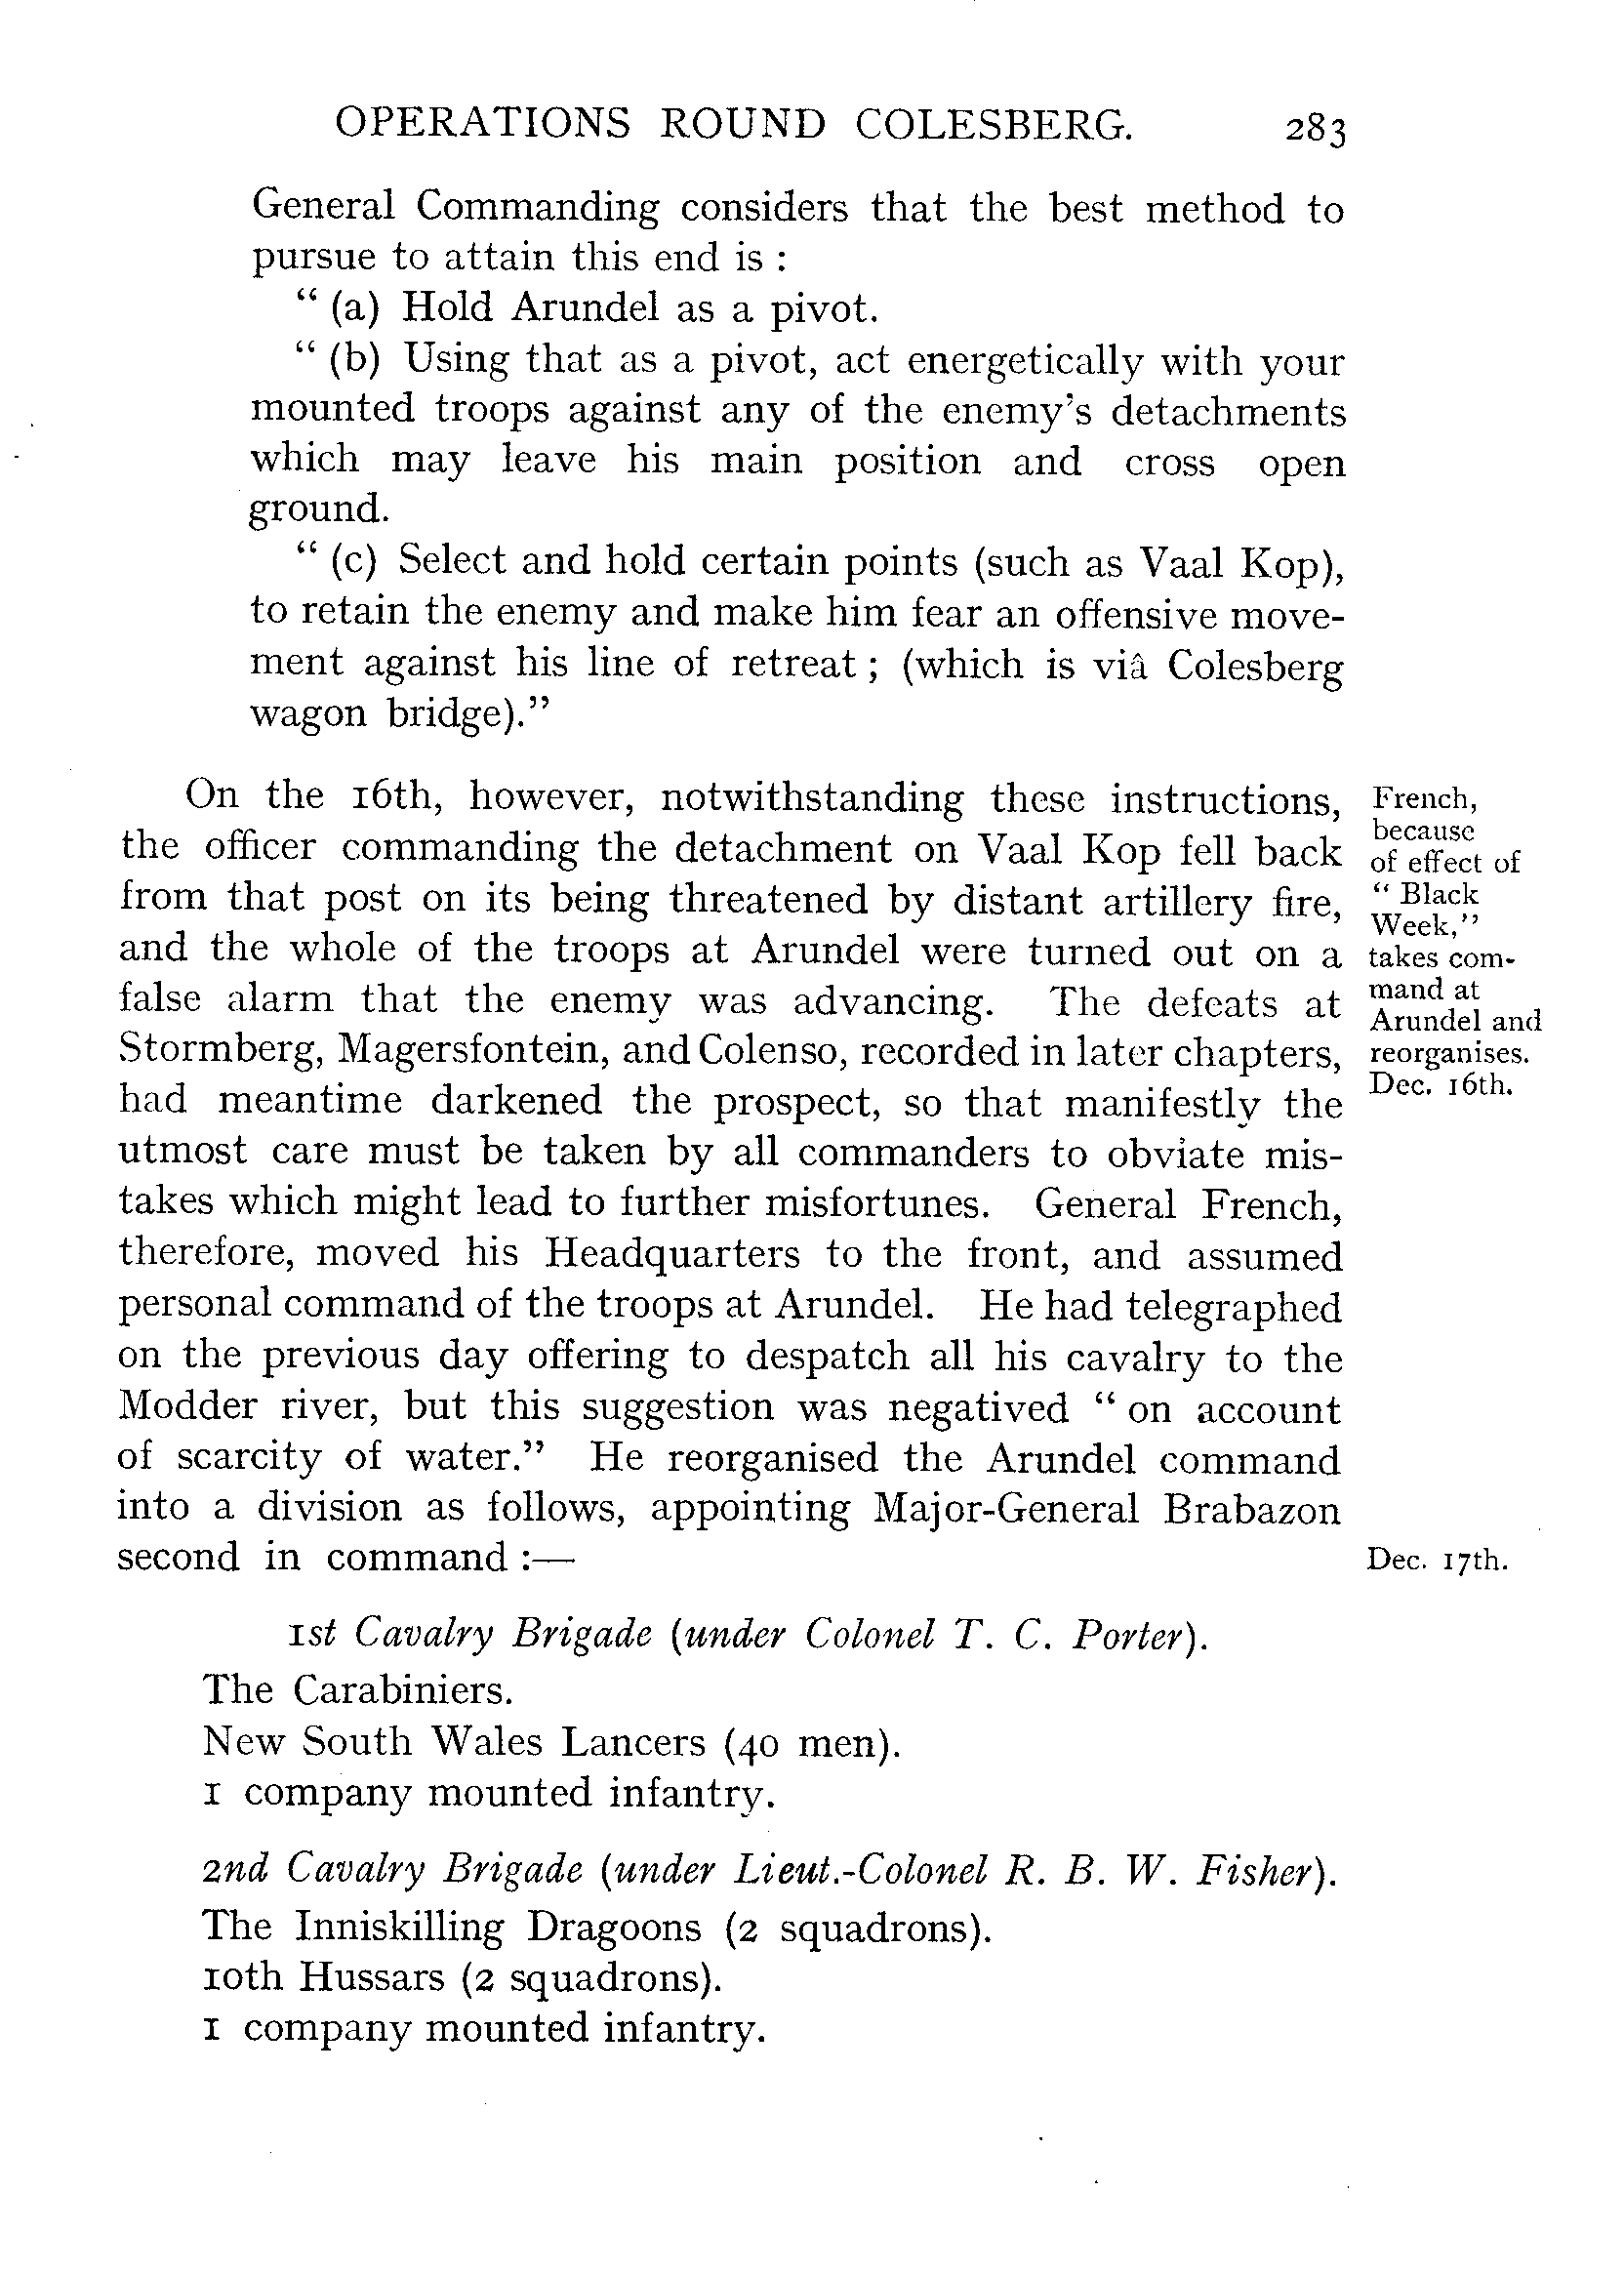 OPERATIONS ROUND COLESBERG. 283
General Commanding considers that the best method to
pursue to attain this end is :
“ (a) Hold Arundel as a pivot.
“ (b) Using that as a pivot, act energetically with your
mounted troops against any of the enemy's detachments
which may leave his main position and cross open
ground.
“ (c) Select and hold certain points (such as Vaal Kop),
to retain the enemy and make him fear an offensive move-
ment against his line of retreat ; (which is viâ Colesberg
wagon bridge).”
On the 16th, however, notwithstanding these instructions,
the officer commanding the detachment on Vaal Kop fell back
from that post on its being threatened by distant artillery fire,
and the whole of the troops at Arundel were turned out on a
false alarm that the enemy was advancing. The defeats at
Stormberg, Magersfontein, and Colenso, recorded in later chapters,
had meantime darkened the prospect, so that manifestly the
utmost care must be taken by all commanders to obviate mis-
takes which might lead to further misfortunes. General French,
therefore, moved his Headquarters to the front, and assumed
personal command of the troops at Arundel. He had telegraphed
on the previous day offering to despatch all his cavalry to the
Modder river, but this suggestion was negatived “ on account
of scarcity of water.” He reorganised the Arundel command
into a division as follows, appointing Major-General Brabazon
second in command :—
French,
because
of effect of
“ Black
Week,”
takes com-
mand at
Arundel and
reorganises.
Dec. 16th.
Dec. 17th.
1st Cavalry Brigade (under Colonel T. C. Porter).
The Carabiniers.
New South Wales Lancers (40 men).
1 company mounted infantry.
2nd Cavalry Brigade (under Lieut.-Colonel R. B. W. Fisher).
The Inniskilling Dragoons (2 squadrons).
10th Hussars (2 squadrons).
1 company mounted infantry.